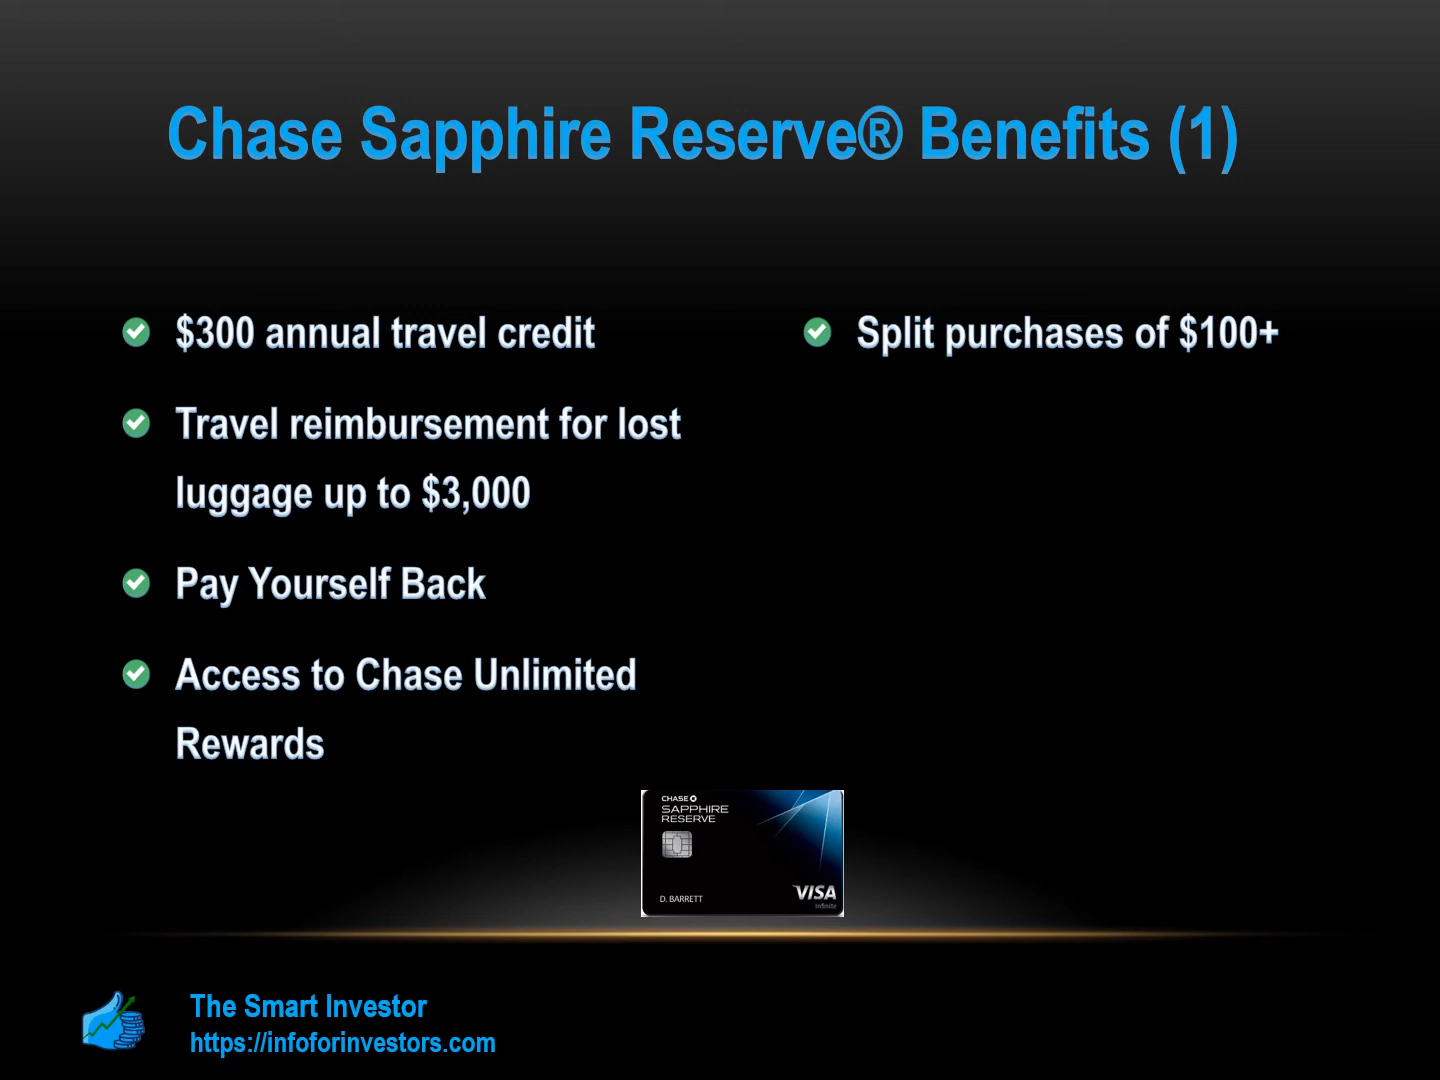 Chase Sapphire Reserve® Benefits (1)
$300 annual travel credit
Travel reimbursement for lost
luggage up to $3,000
Pay Yourself Back
Access to Chase Unlimited
Rewards
Split purchases of $100+
CHASE
SAPPHIRE
RESERVE
D. BARRETT
VISA
Infinite
The Smart Investor
https://infoforinvestors.com